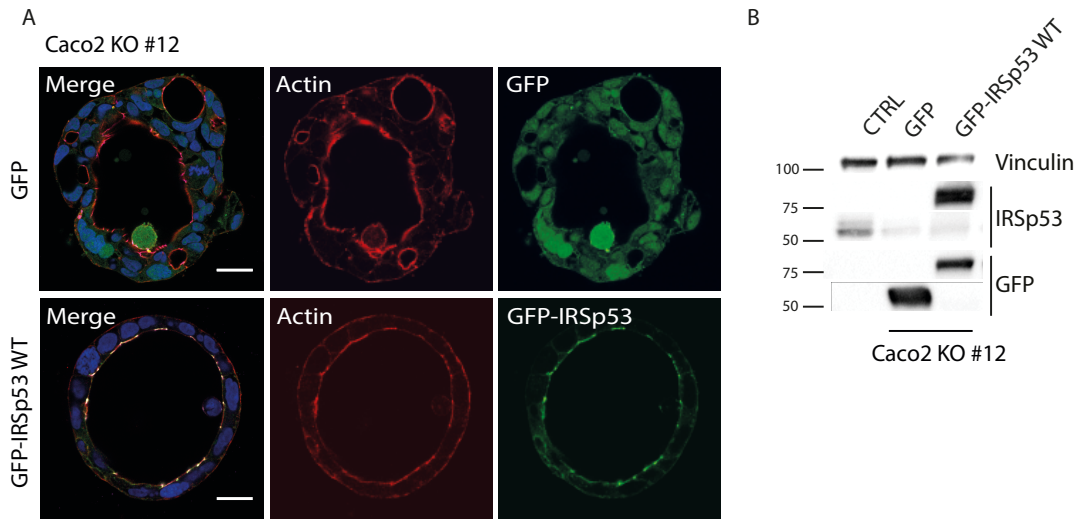 A
Caco2 KO #12
Merge
Actin
GFP
GFP
Merge
Actin
GFP-IRSp53
GFP-IRSp53 WT
B
CTRL
GFP
GFP-IRSp53 WT
100
75
50
75
50
Vinculin
IRSp53
GFP
Caco2 KO #12